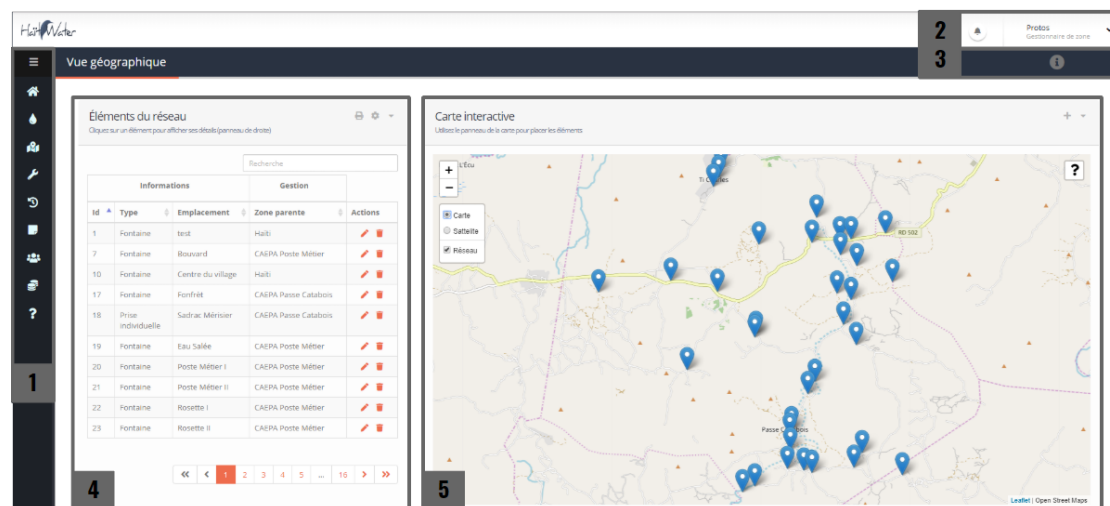 Haïti Water
2
Protos
Gestionnaire de zone
3
Vue géographique
Éléments du réseau
Cliquez sur un élément pour afficher ses détails (panneau de droite)
Recherche
Informations Gestion
Id Type Emplacement Zone parente Actions
1 Fontaine test Haïti
7 Fontaine Bouvard CAEPA Poste Métier
10 Fontaine Centre du village Haïti
17 Fontaine Fonfrèt CAEPA Passe Catabois
18 Prise individuelle Sadrac Mérisier CAEPA Passe Catabois
19 Fontaine Eau Salée CAEPA Poste Métier
20 Fontaine Poste Métier I CAEPA Poste Métier
21 Fontaine Poste Métier II CAEPA Poste Métier
22 Fontaine Rosette I CAEPA Poste Métier
23 Fontaine Rosette II CAEPA Poste Métier
« ‹ 1 2 3 4 5 ... 16 › »
1
4
Carte interactive
Utilisez le panneau de la carte pour placer les éléments
+
−
?
L'Écu
Carte
Satteite
Réseau
RD 502
Passe
5
Leaflet | Open Street Maps